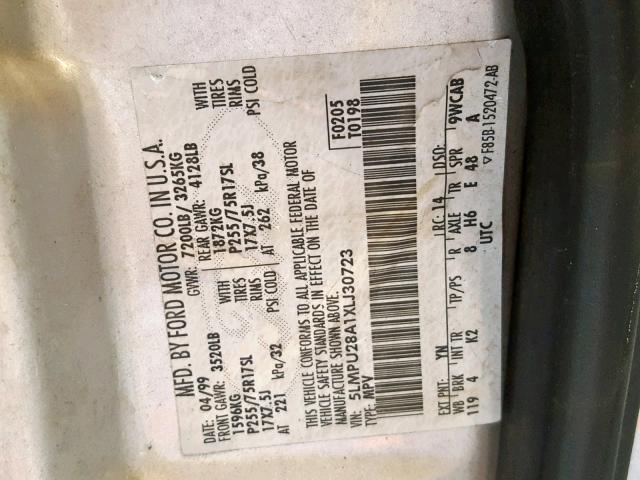 MFD. BY FORD MOTOR CO. IN U.S.A.
DATE: 04/99 GVWR: 7200LB/ 3265KG
FRONT GAWR: 3520LB REAR GAWR: 4128LB
1596KG WITH 1872KG WITH
P255/75R17SL TIRES P255/75R17SL TIRES
17X7.5J RIMS 17X7.5J RIMS
AT 221 kPa/32 PSI COLD AT 262 kPa/38 PSI COLD
THIS VEHICLE CONFORMS TO ALL APPLICABLE FEDERAL MOTOR
VEHICLE SAFETY STANDARDS IN EFFECT ON THE DATE OF
MANUFACTURE SHOWN ABOVE.
VIN: 5LMPU28A1XLJ30723 F0205
TYPE: MPV T0198
EXT PNT: YN RC: 14 DSO:
WB BRK INT TR TP/PS R AXLE TR SPR 9WCAB
119 4 K2 8 H6 E 48 A
UTC ▽ F85B-1520472-AB